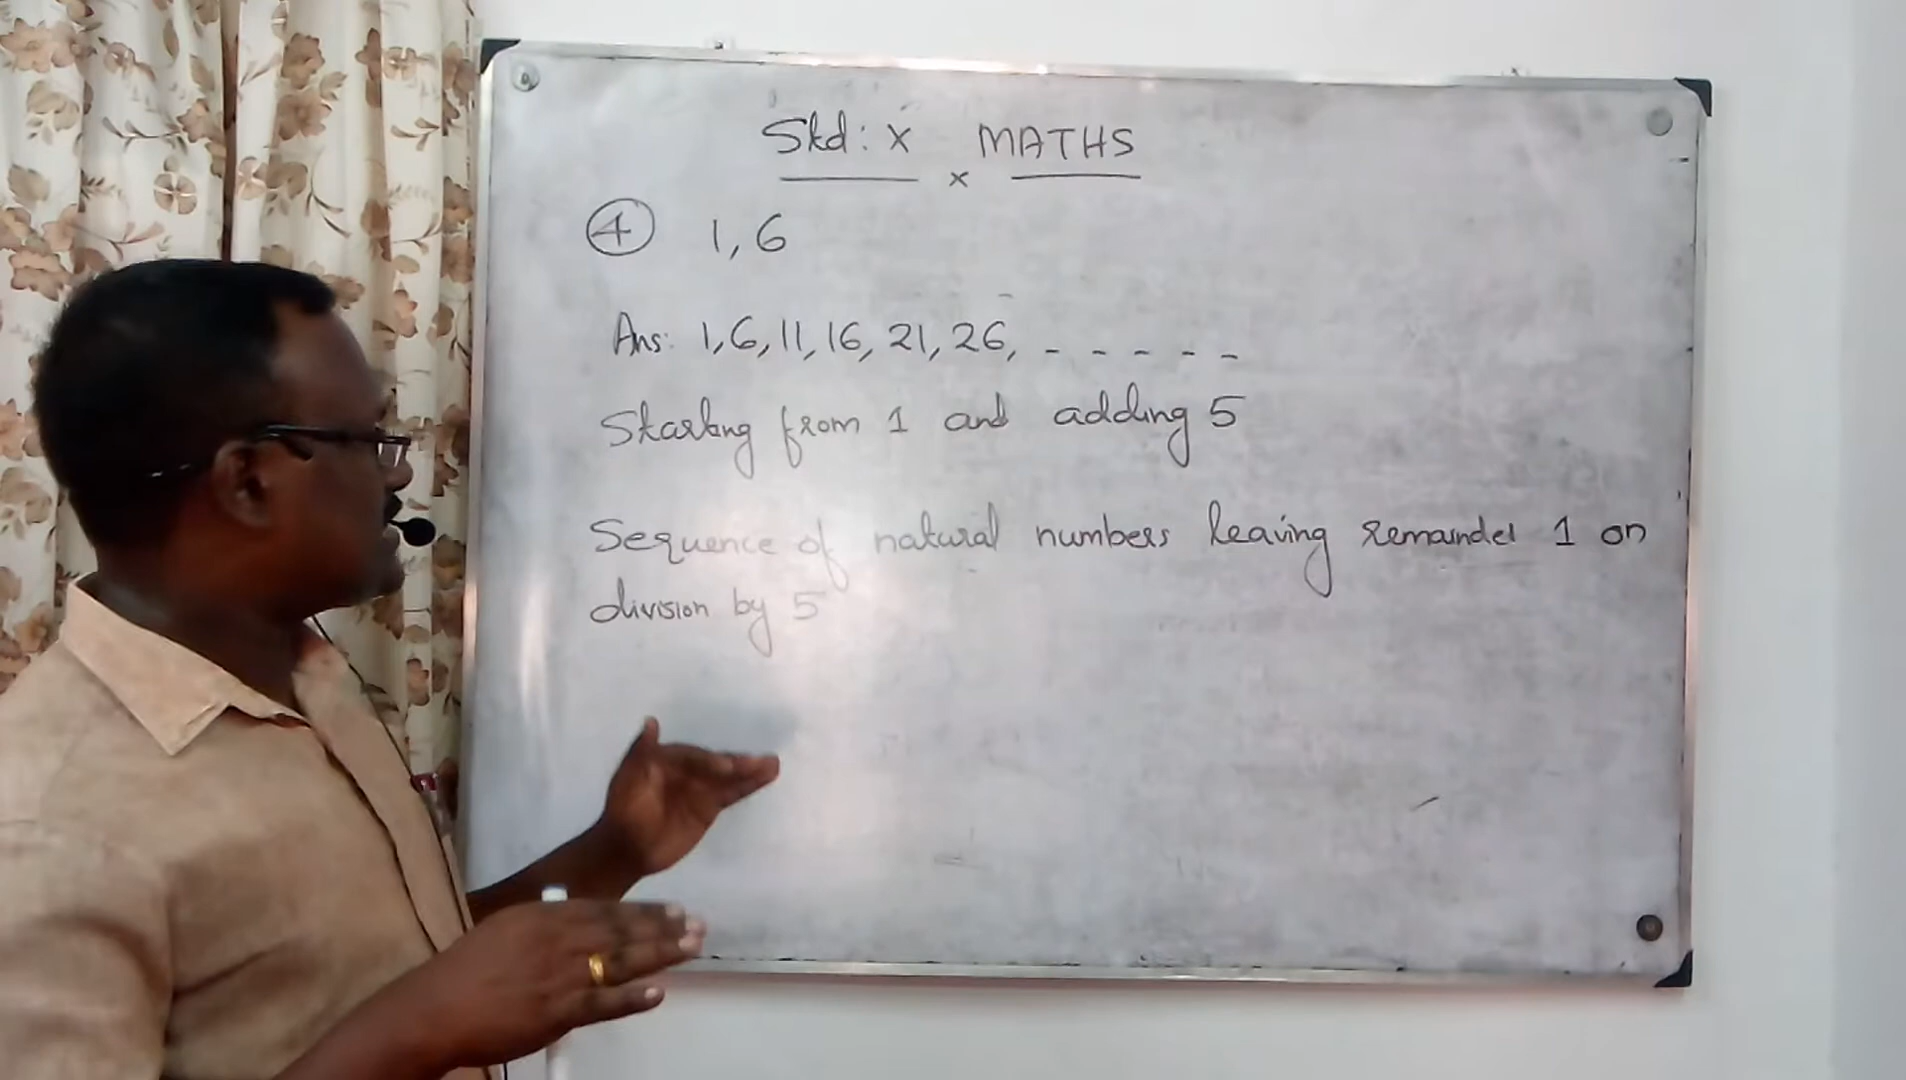 Std: X MATHS
x
4 1, 6
Ans: 1, 6, 11, 16, 21, 26, - - - - -
Starting from 1 and adding 5
Sequence of natural numbers leaving remainder 1 on
division by 5